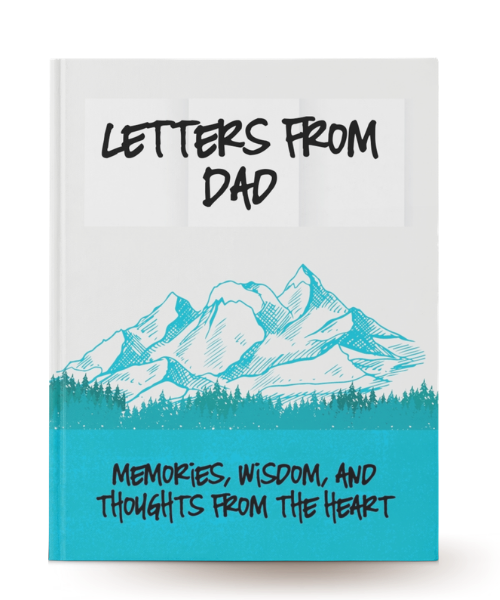 LETTERS FROM
DAD
MEMORIES, WISDOM, AND
THOUGHTS FROM THE HEART